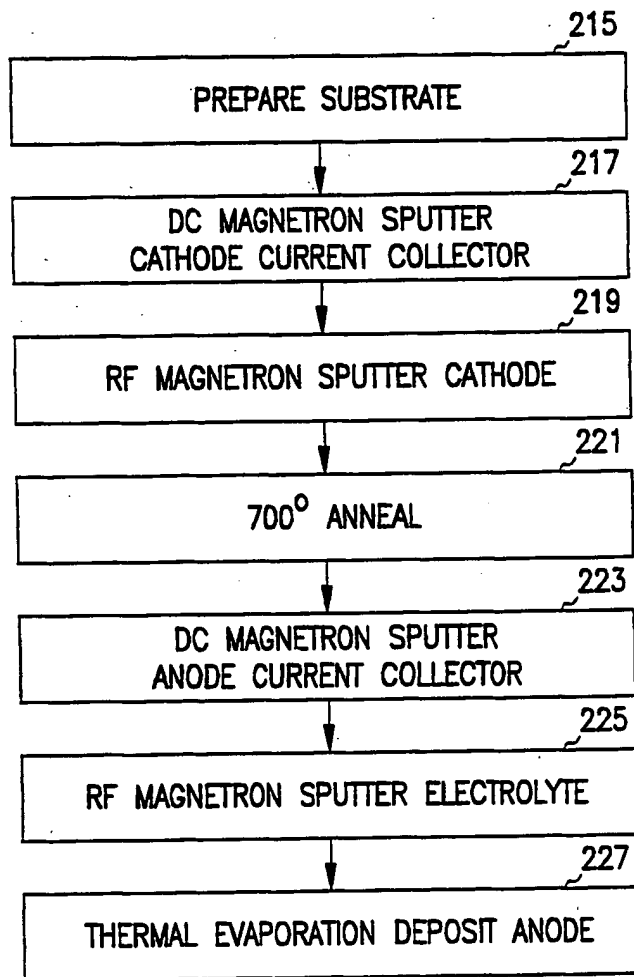 215
PREPARE SUBSTRATE
217
DC MAGNETRON SPUTTER
CATHODE CURRENT COLLECTOR
219
RF MAGNETRON SPUTTER CATHODE
221
700° ANNEAL
223
DC MAGNETRON SPUTTER
ANODE CURRENT COLLECTOR
225
RF MAGNETRON SPUTTER ELECTROLYTE
227
THERMAL EVAPORATION DEPOSIT ANODE